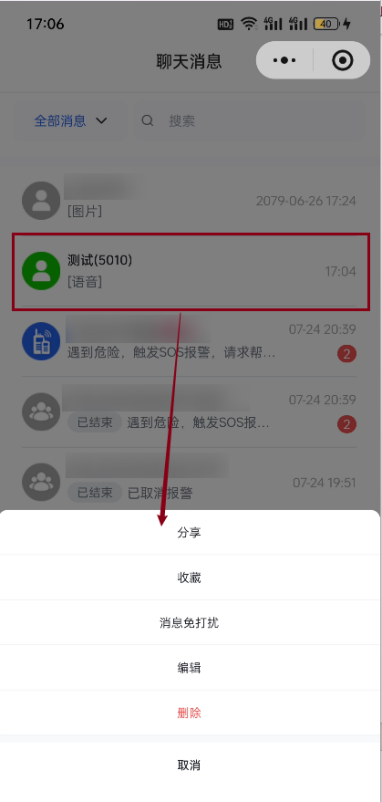 17:06
HD 4G 4G 40
聊天消息
全部消息
搜索
2079-06-26 17:24
[图片]
测试(5010)
17:04
[语音]
07-24 20:39
遇到危险，触发SOS报警，请求帮...
2
07-24 20:39
已结束 遇到危险，触发SOS报...
2
07-24 19:51
已结束 已取消报警
分享
收藏
消息免打扰
编辑
删除
取消